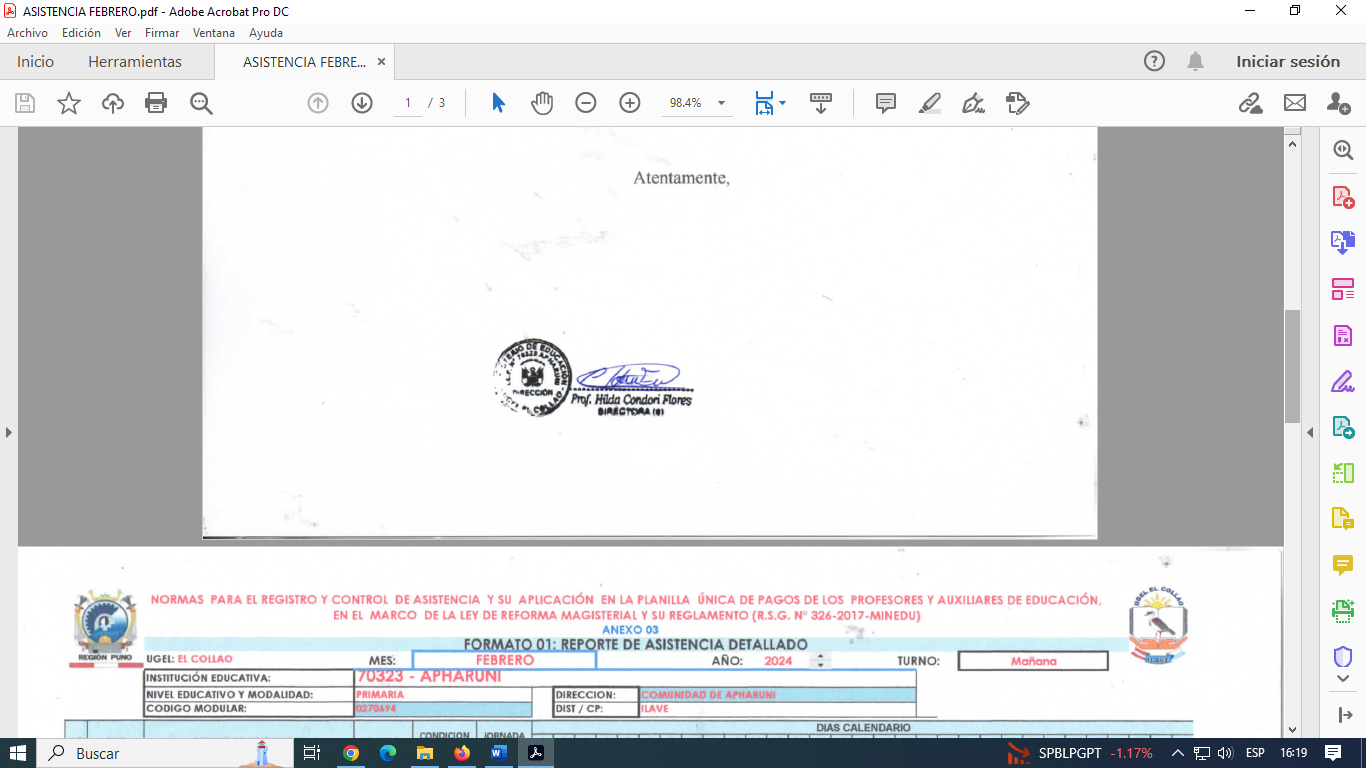 ASISTENCIA FEBRERO.pdf - Adobe Acrobat Pro DC
Archivo Edición Ver Firmar Ventana Ayuda
Inicio Herramientas ASISTENCIA FEBRE... × Iniciar sesión
1 / 3 98.4%
Atentamente,
DIRECCIÓN
Prof. Hilda Condori Flores
DIRECTORA (e)
NORMAS PARA EL REGISTRO Y CONTROL DE ASISTENCIA Y SU APLICACIÓN EN LA PLANILLA ÚNICA DE PAGOS DE LOS PROFESORES Y AUXILIARES DE EDUCACIÓN,
EN EL MARCO DE LA LEY DE REFORMA MAGISTERIAL Y SU REGLAMENTO (R.S.G. Nº 326-2017-MINEDU)
ANEXO 03
FORMATO 01: REPORTE DE ASISTENCIA DETALLADO
REGION PUNO
UGEL EL COLLAO
ILAVE
UGEL: EL COLLAO MES: FEBRERO AÑO: 2024 TURNO: Mañana
INSTITUCIÓN EDUCATIVA: 70323 - APHARUNI
NIVEL EDUCATIVO Y MODALIDAD: PRIMARIA DIRECCION: COMUNIDAD DE APHARUNI
CODIGO MODULAR: 0270694 DIST / CP: ILAVE
DIAS CALENDARIO
CONDICION JORNADA
Buscar SPBLPGPT -1.17% ESP 16:19